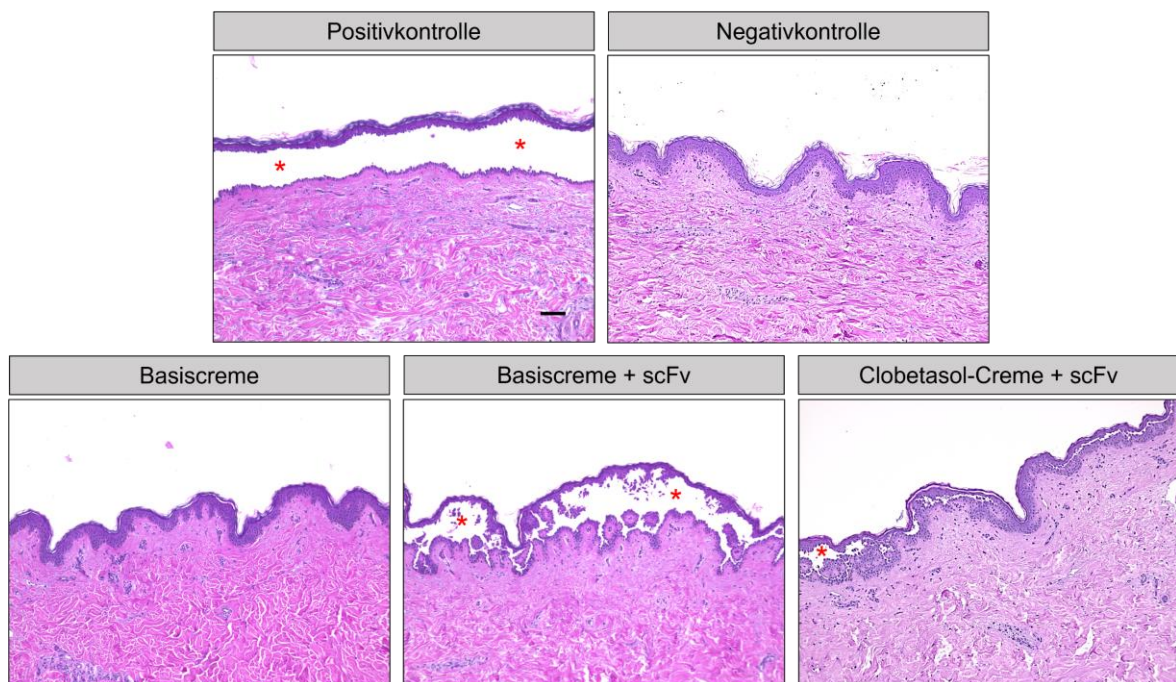 Positivkontrolle
Negativkontrolle
*
*
Basiscreme
Basiscreme + scFv
Clobetasol-Creme + scFv
*
*
*